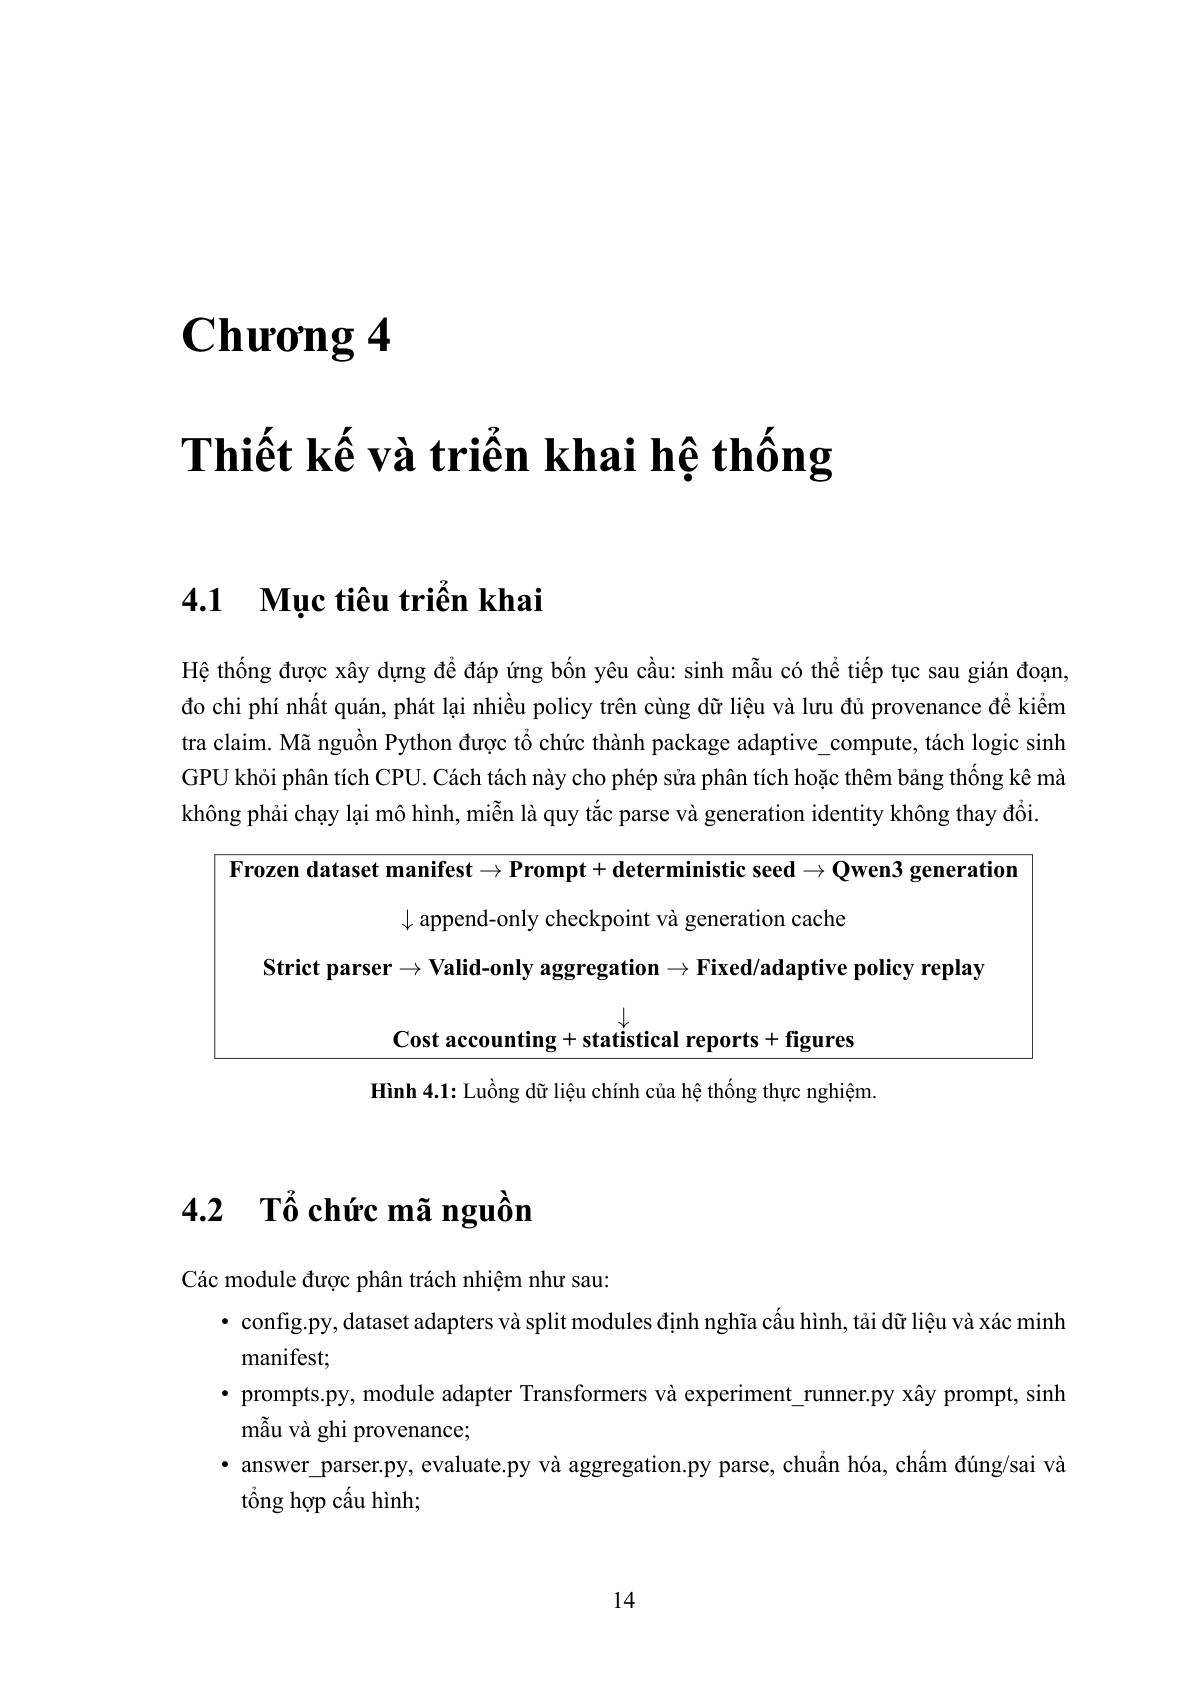 Chương 4
Thiết kế và triển khai hệ thống
4.1 Mục tiêu triển khai
Hệ thống được xây dựng để đáp ứng bốn yêu cầu: sinh mẫu có thể tiếp tục sau gián đoạn,
đo chi phí nhất quán, phát lại nhiều policy trên cùng dữ liệu và lưu đủ provenance để kiểm
tra claim. Mã nguồn Python được tổ chức thành package adaptive_compute, tách logic sinh
GPU khỏi phân tích CPU. Cách tách này cho phép sửa phân tích hoặc thêm bảng thống kê mà
không phải chạy lại mô hình, miễn là quy tắc parse và generation identity không thay đổi.
Frozen dataset manifest → Prompt + deterministic seed → Qwen3 generation
↓ append-only checkpoint và generation cache
Strict parser → Valid-only aggregation → Fixed/adaptive policy replay
↓
Cost accounting + statistical reports + figures
Hình 4.1: Luồng dữ liệu chính của hệ thống thực nghiệm.
4.2 Tổ chức mã nguồn
Các module được phân trách nhiệm như sau:
• config.py, dataset adapters và split modules định nghĩa cấu hình, tải dữ liệu và xác minh
manifest;
• prompts.py, module adapter Transformers và experiment_runner.py xây prompt, sinh
mẫu và ghi provenance;
• answer_parser.py, evaluate.py và aggregation.py parse, chuẩn hóa, chấm đúng/sai và
tổng hợp cấu hình;
14